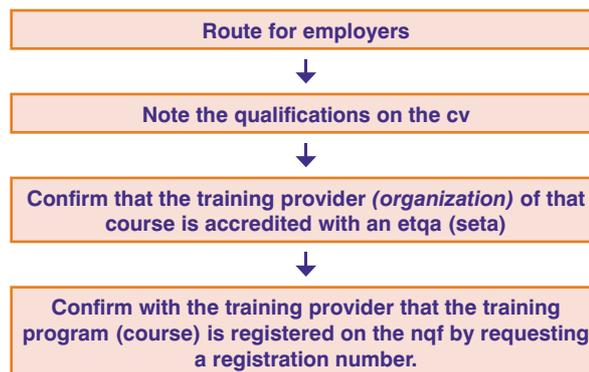 Route for employers
Note the qualifications on the cv
Confirm that the training provider (organization) of that
course is accredited with an etqa (seta)
Confirm with the training provider that the training
program (course) is registered on the nqf by requesting
a registration number.